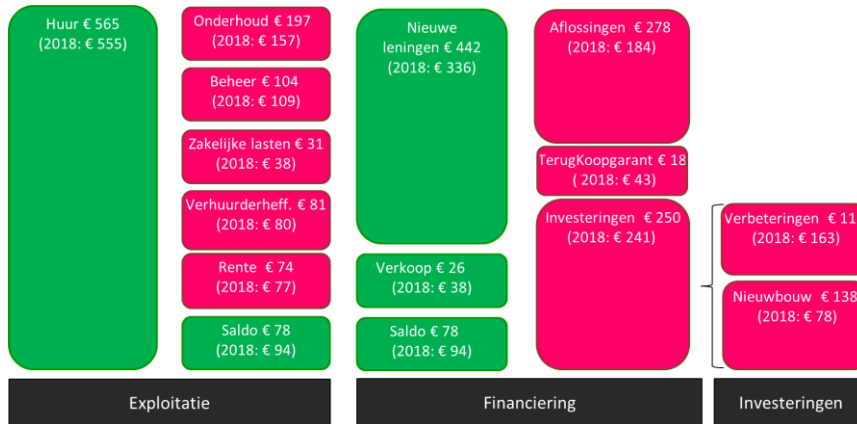 Huur € 565
(2018: € 555)
Onderhoud € 197
(2018: € 157)
Beheer € 104
(2018: € 109)
Zakelijke lasten € 31
(2018: € 38)
Verhuurderheff. € 81
(2018: € 80)
Rente € 74
(2018: € 77)
Saldo € 78
(2018: € 94)
Nieuwe
leningen € 442
(2018: € 336)
Verkoop € 26
(2018: € 38)
Saldo € 78
(2018: € 94)
Aflossingen € 278
(2018: € 184)
TerugKoopgarant € 18
( 2018: € 43)
Investeringen € 250
(2018: € 241)
Verbeteringen €
(2018: € 163)
Nieuwbouw € 138
(2018: € 78)
Exploitatie
Financiering
Investeringen